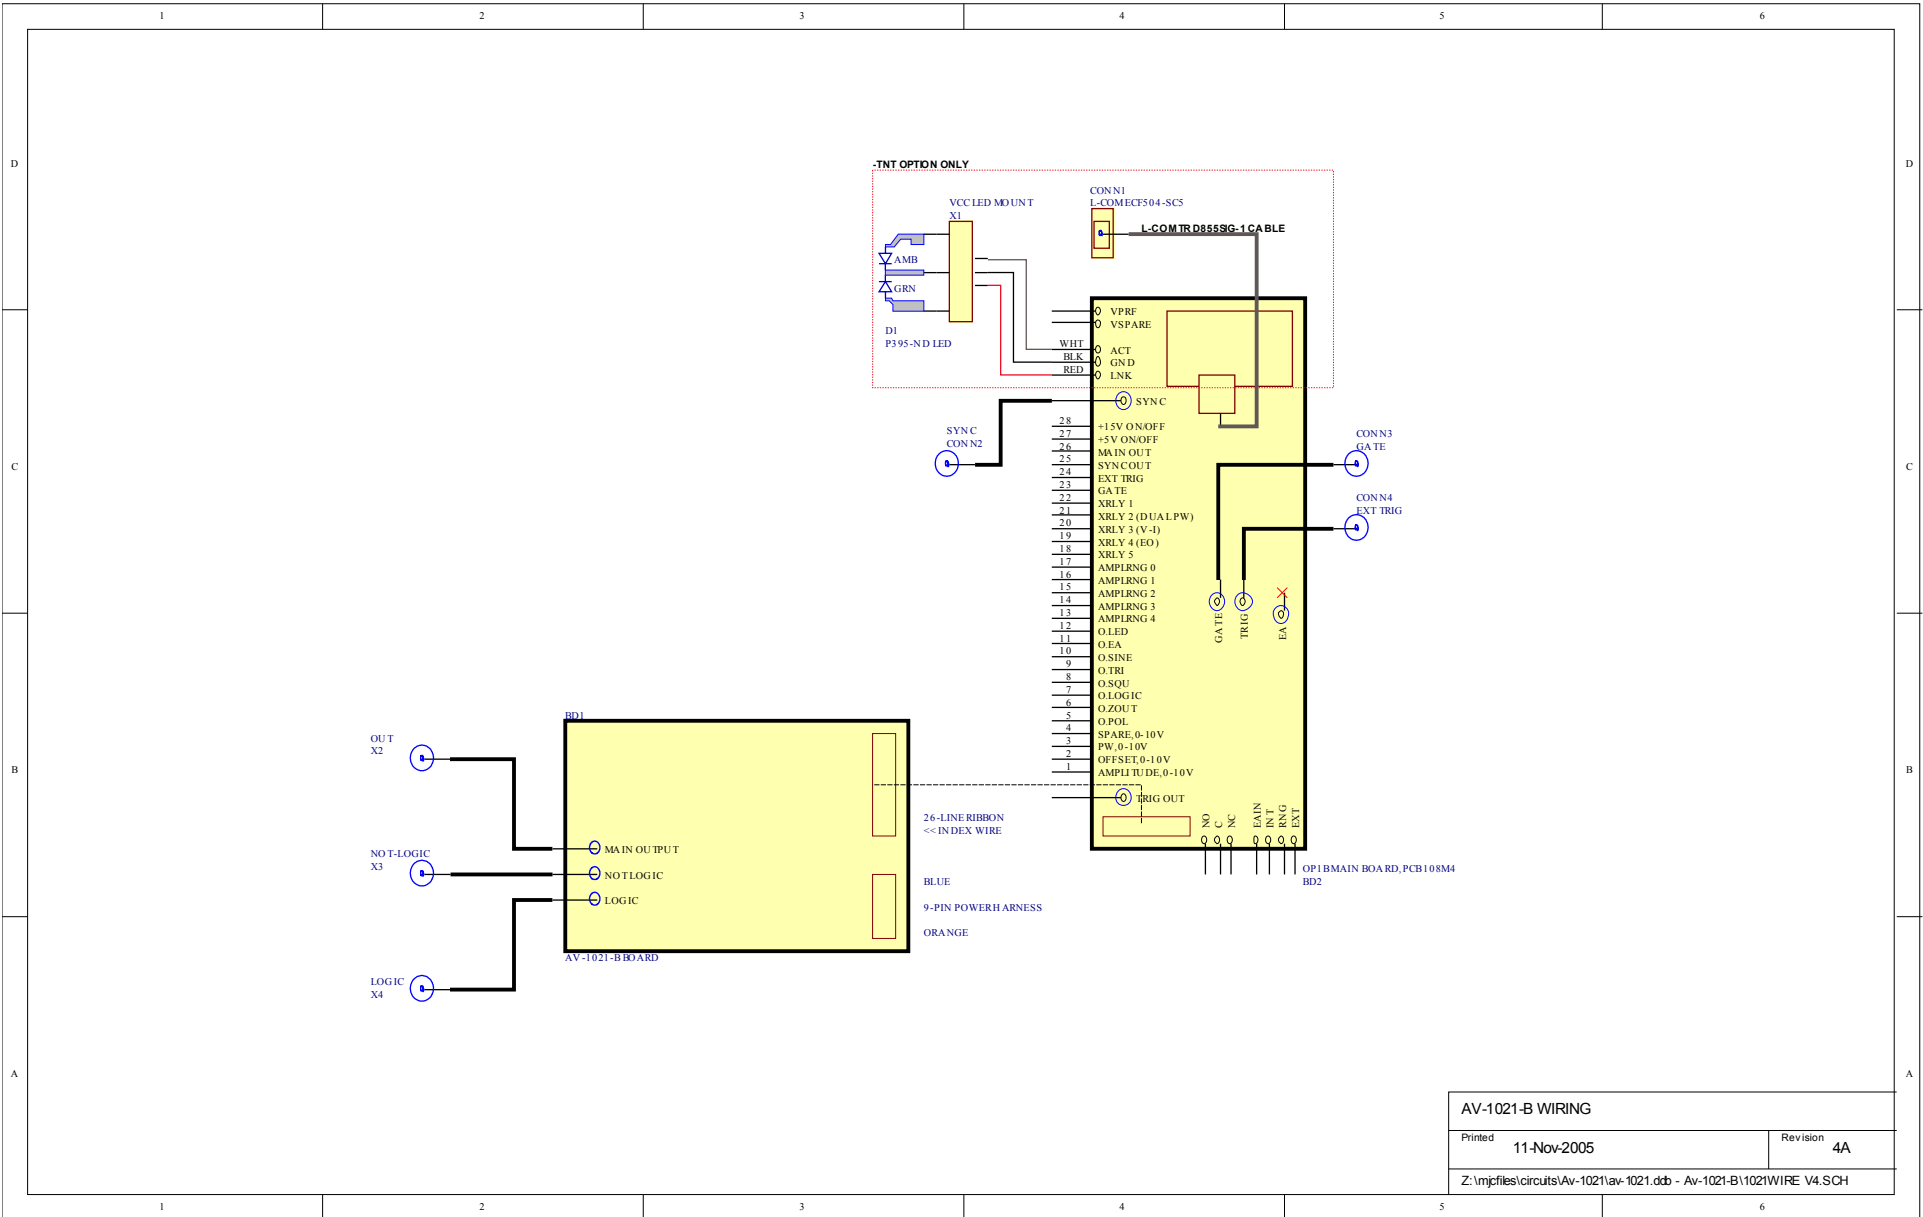 1 2 3 4 5 6
D D
C C
B B
A A
-TNT OPTION ONLY
VCC LED MOUNT
X1
CONN1
L-COM ECF504-SC5
L-COM TRD855SIG-1 CABLE
AMB
GRN
D1
P395-ND LED
WHT
BLK
RED
VPRF
VSPARE
ACT
GND
LNK
SYNC
SYNC
CONN2
28 +15V ON/OFF
27 +5V ON/OFF
26 MAIN OUT
25 SYNC OUT
24 EXT TRIG
23 GATE
22 XRLY 1
21 XRLY 2 (DUAL PW)
20 XRLY 3 (V-I)
19 XRLY 4 (EO)
18 XRLY 5
17 AMPLRNG 0
16 AMPLRNG 1
15 AMPLRNG 2
14 AMPLRNG 3
13 AMPLRNG 4
12 O.LED
11 O.EA
10 O.SINE
9 O.TRI
8 O.SQU
7 O.LOGIC
6 O.ZOUT
5 O.POL
4 SPARE, 0-10V
3 PW, 0-10V
2 OFFSET, 0-10V
1 AMPLITUDE, 0-10V
TRIG OUT
CONN3
GATE
CONN4
EXT TRIG
GATE
TRIG
EA
NO
C
NC
EA IN
INT
RNG
EXT
OP1B MAIN BOARD, PCB108M4
BD2
BD1
OUT
X2
NOT-LOGIC
X3
LOGIC
X4
MAIN OUTPUT
NOT LOGIC
LOGIC
26-LINE RIBBON
<< INDEX WIRE
BLUE
9-PIN POWER HARNESS
ORANGE
AV-1021-B BOARD
AV-1021-B WIRING
Printed 11-Nov-2005
Revision 4A
Z:\mjcfiles\circuits\Av-1021\av-1021.ddb - Av-1021-B\1021WIRE V4.SCH
1 2 3 4 5 6